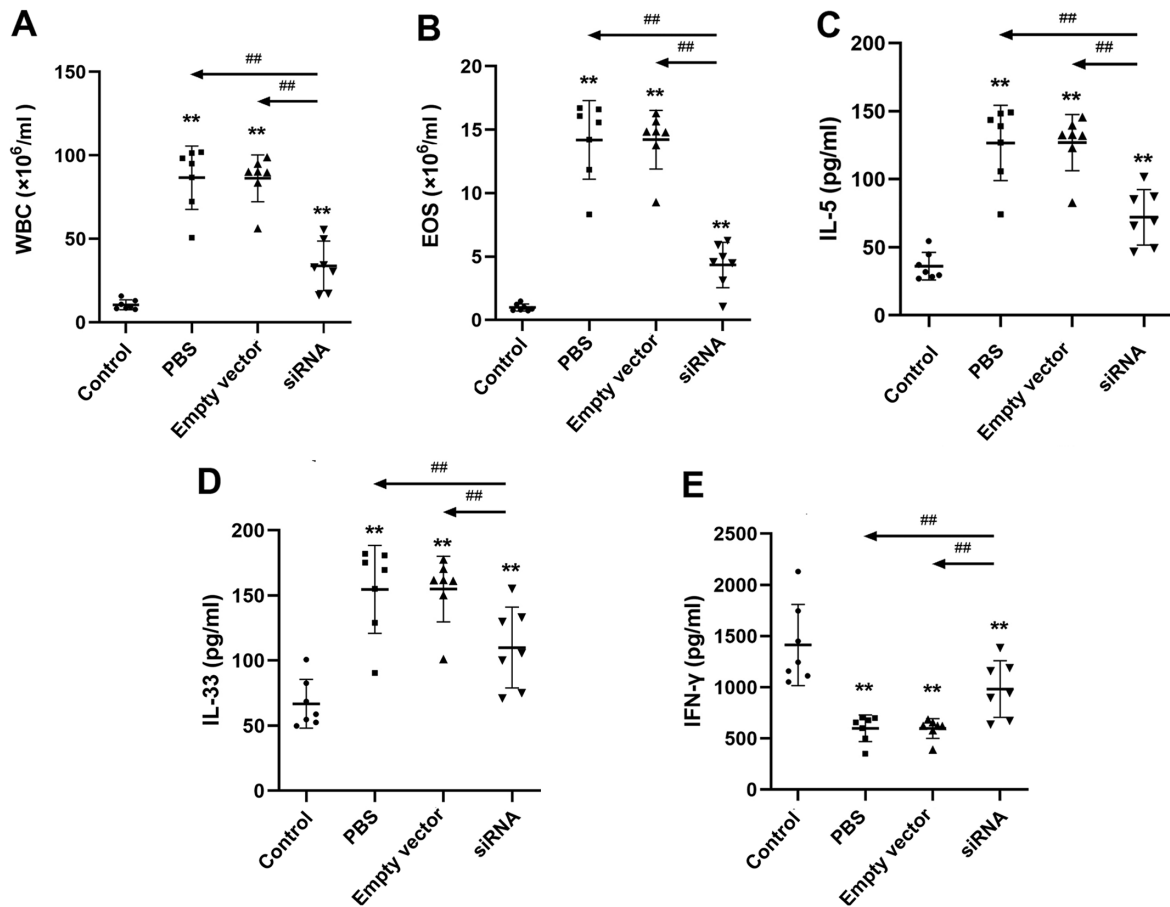 A
WBC (×10⁶/ml )
150
100
50
0
**
**
**
##
##
Control
PBS
Empty vector
siRNA
B
EOS (×10⁶/ml )
20
15
10
5
0
**
**
**
##
##
Control
PBS
Empty vector
siRNA
C
IL-5 (pg/ml)
200
150
100
50
0
**
**
**
##
##
Control
PBS
Empty vector
siRNA
D
IL-33 (pg/ml)
200
150
100
50
0
**
**
**
##
##
Control
PBS
Empty vector
siRNA
E
IFN-γ (pg/ml)
2500
2000
1500
1000
500
0
**
**
**
##
##
Control
PBS
Empty vector
siRNA